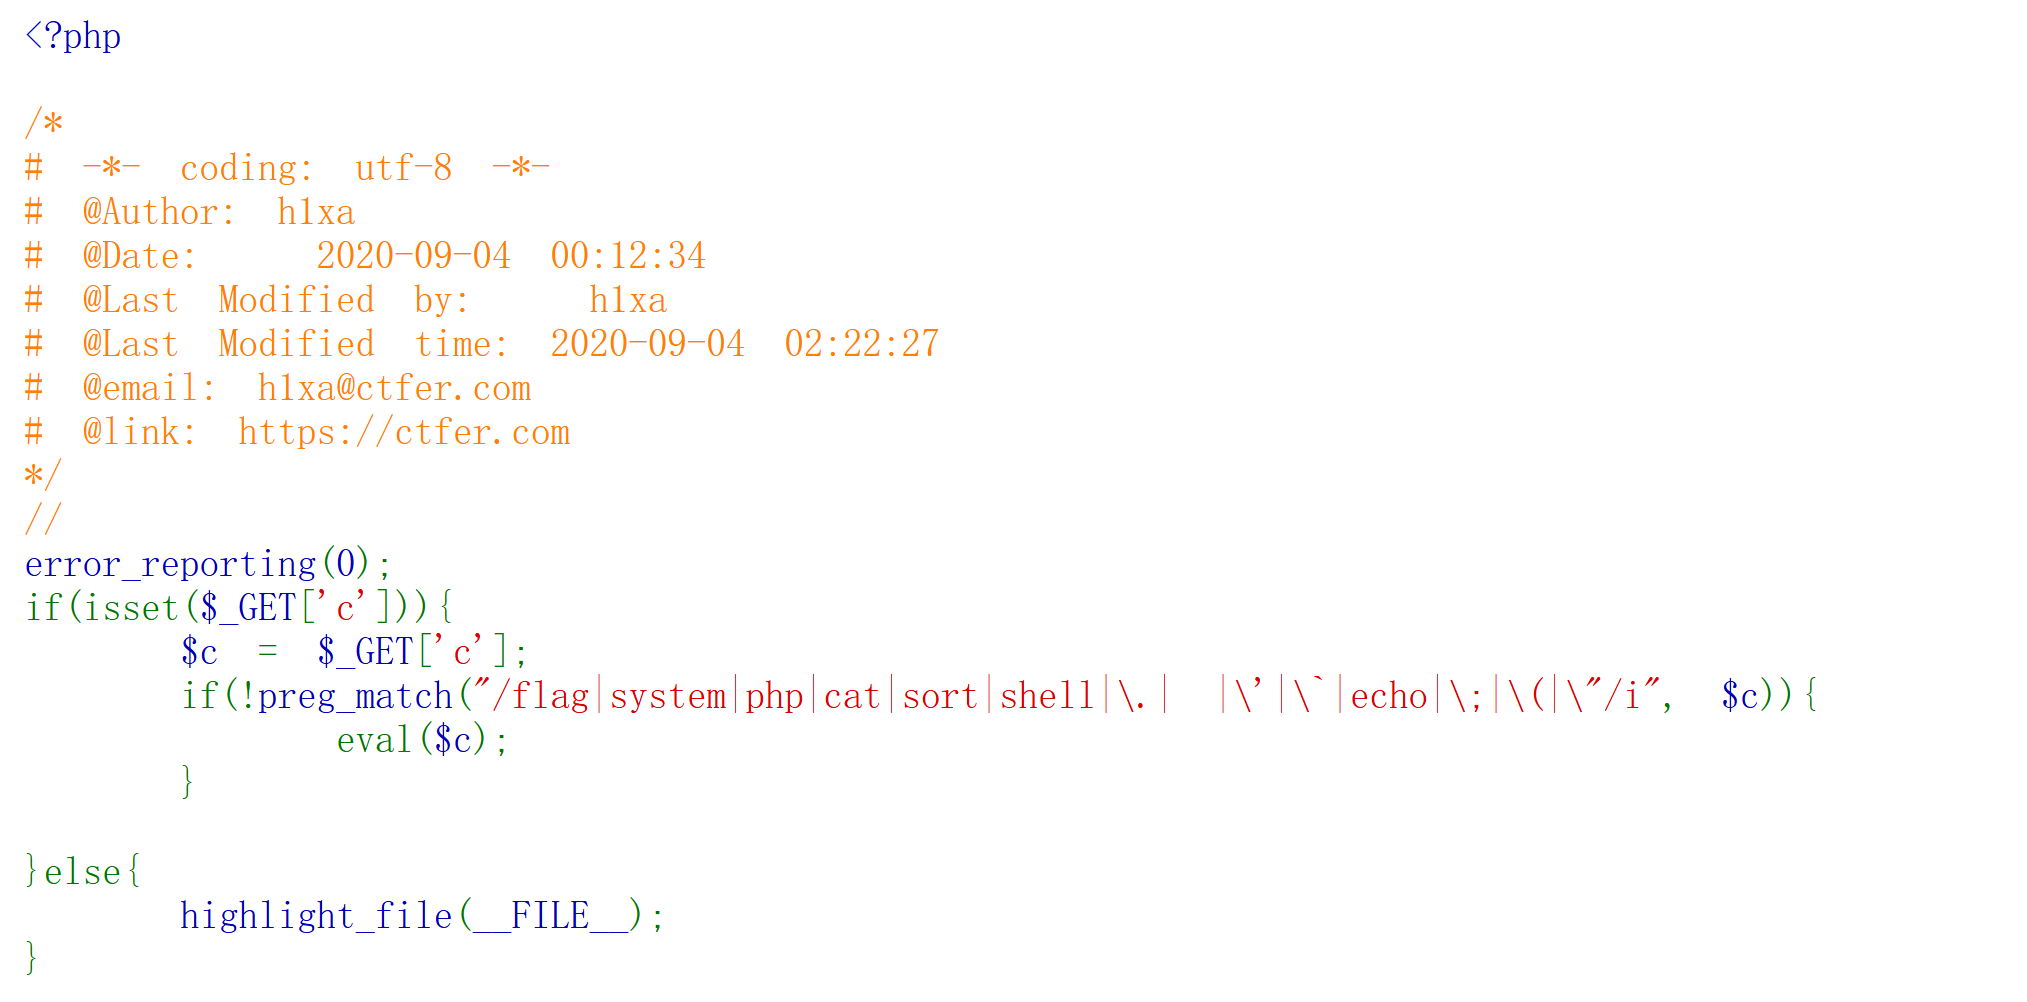 <?php

/*
# -*- coding: utf-8 -*-
# @Author: h1xa
# @Date:   2020-09-04 00:12:34
# @Last Modified by:   h1xa
# @Last Modified time: 2020-09-04 02:22:27
# @email: h1xa@ctfer.com
# @link: https://ctfer.com
*/
//
error_reporting(0);
if(isset($_GET['c'])){
    $c = $_GET['c'];
    if(!preg_match("/flag|system|php|cat|sort|shell|\.| |\'|\`|echo|\;|\(|\"/i", $c)){
        eval($c);
    }

}else{
    highlight_file(__FILE__);
}